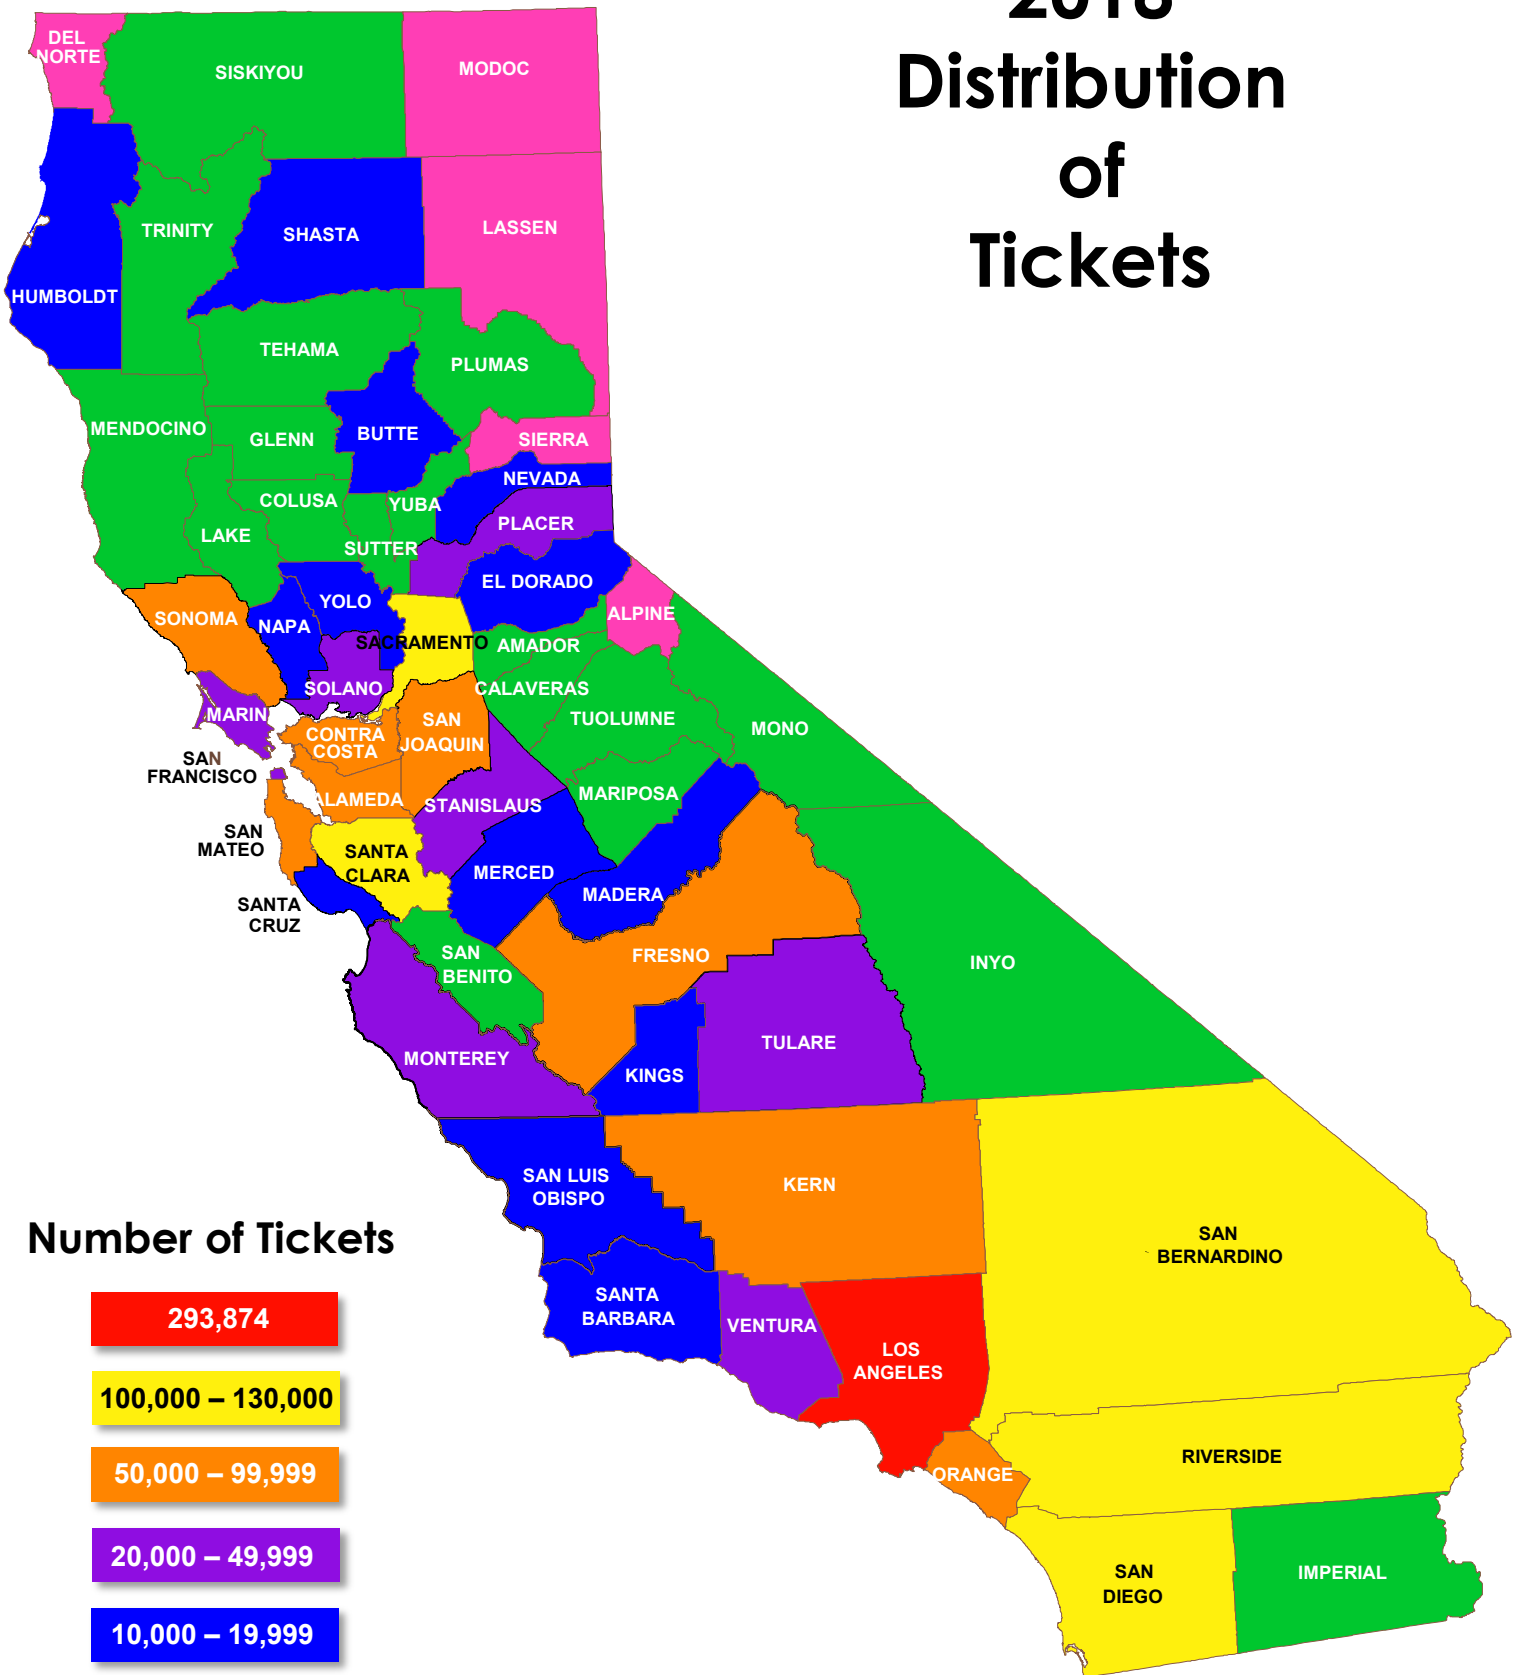 2018
Distribution
of
Tickets
DEL
NORTE
SISKIYOU
MODOC
TRINITY
SHASTA
LASSEN
HUMBOLDT
TEHAMA
PLUMAS
MENDOCINO
GLENN
BUTTE
SIERRA
NEVADA
COLUSA
YUBA
PLACER
LAKE
SUTTER
EL DORADO
YOLO
SONOMA
NAPA
ALPINE
SACRAMENTO
AMADOR
SOLANO
CALAVERAS
MARIN
SAN
JOAQUIN
TUOLUMNE
MONO
CONTRA
COSTA
SAN
FRANCISCO
ALAMEDA
STANISLAUS
MARIPOSA
SAN
MATEO
SANTA
CLARA
MERCED
MADERA
SANTA
CRUZ
SAN
BENITO
FRESNO
INYO
MONTEREY
TULARE
KINGS
SAN LUIS
OBISPO
KERN
SAN
BERNARDINO
SANTA
BARBARA
VENTURA
LOS
ANGELES
RIVERSIDE
ORANGE
SAN
DIEGO
IMPERIAL
Number of Tickets
293,874
100,000 – 130,000
50,000 – 99,999
20,000 – 49,999
10,000 – 19,999